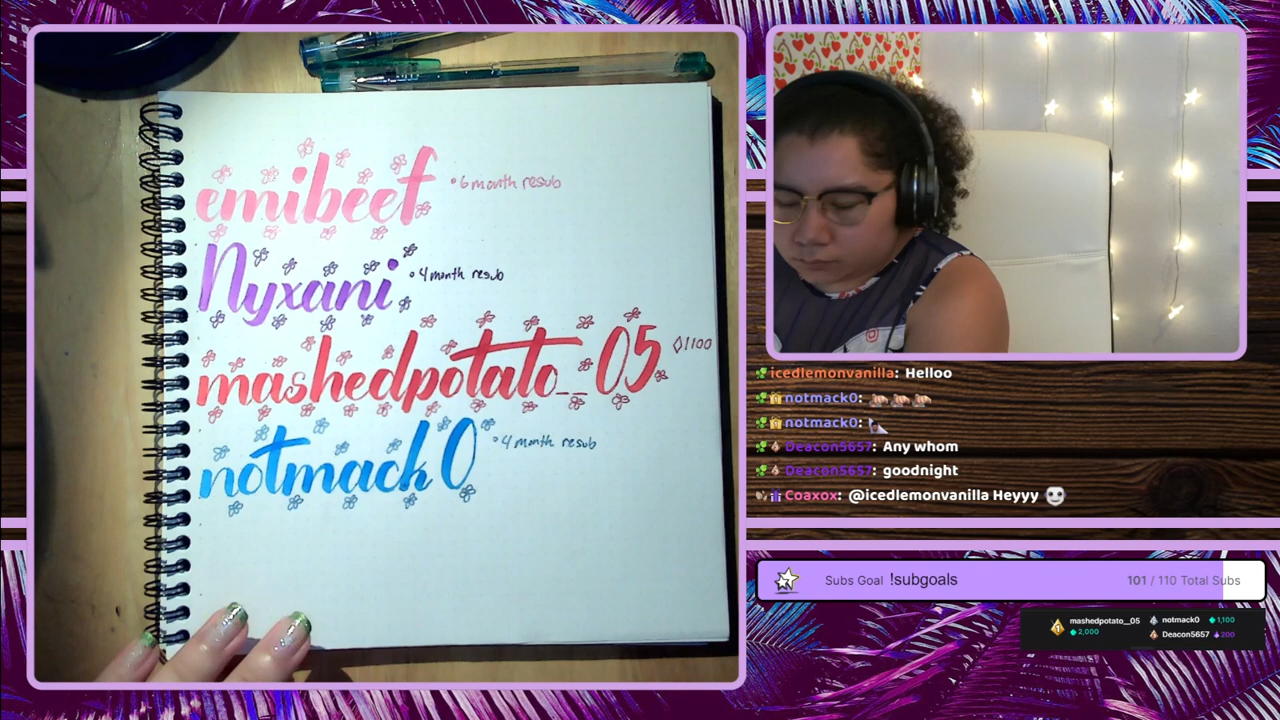 emibeef • 6 month resub
Nyxani • 4 month resub
mashedpotato_05 ◊1100
notmack0 • 4 month resub
icedlemonvanilla: Helloo
notmack0:
notmack0:
Deacon5657: Any whom
Deacon5657: goodnight
Coaxox: @icedlemonvanilla Heyyy
Subs Goal !subgoals 101 / 110 Total Subs
1 mashedpotato__05 2,000
notmack0 1,100
Deacon5657 200